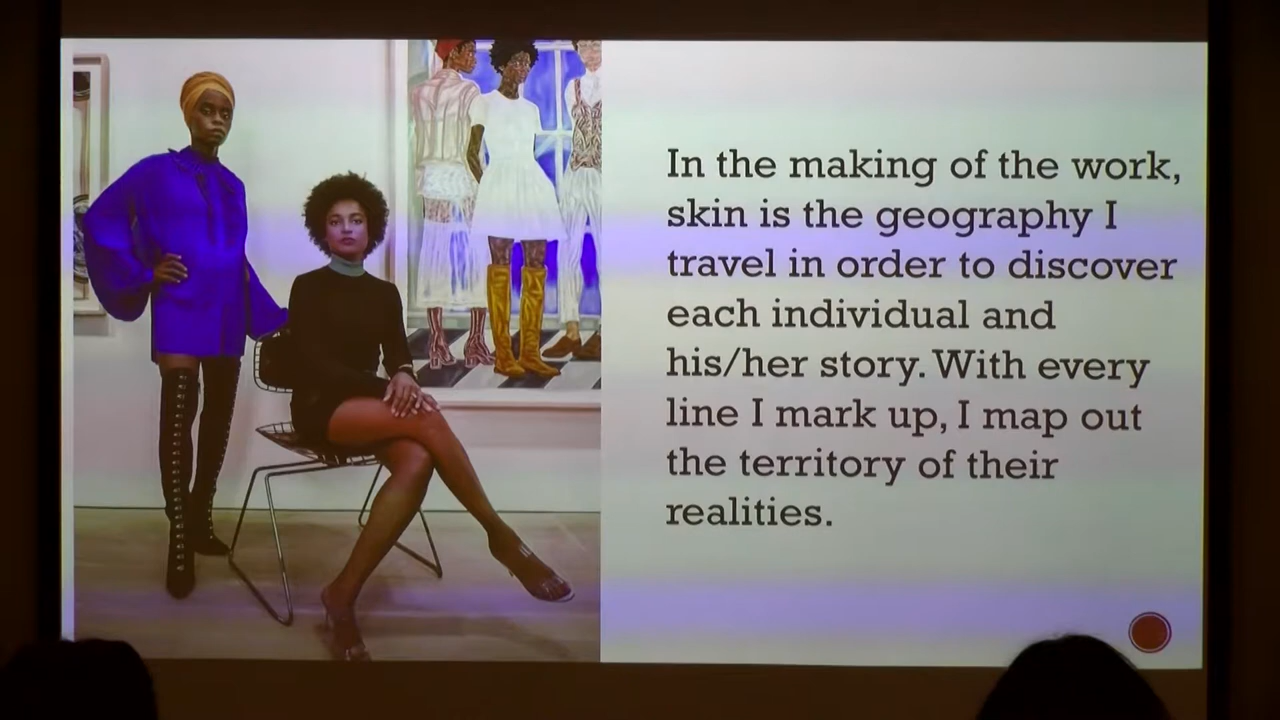 In the making of the work,
skin is the geography I
travel in order to discover
each individual and
his/her story. With every
line I mark up, I map out
the territory of their
realities.